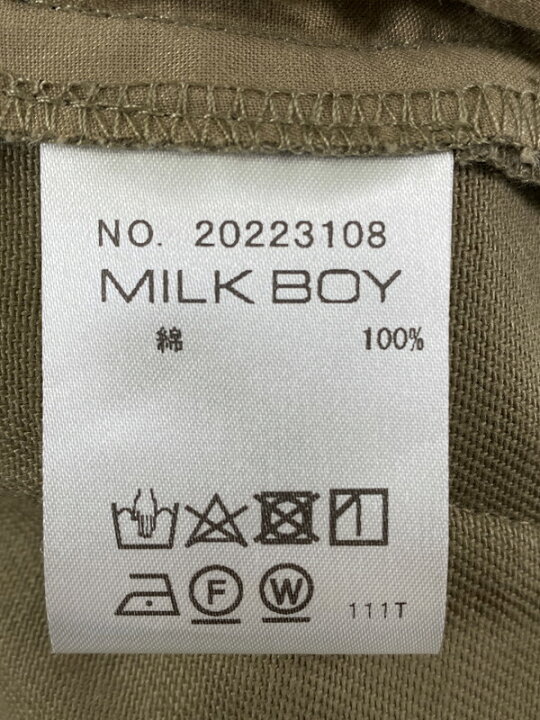 NO. 20223108
MILK BOY
綿 100%
F W 111T